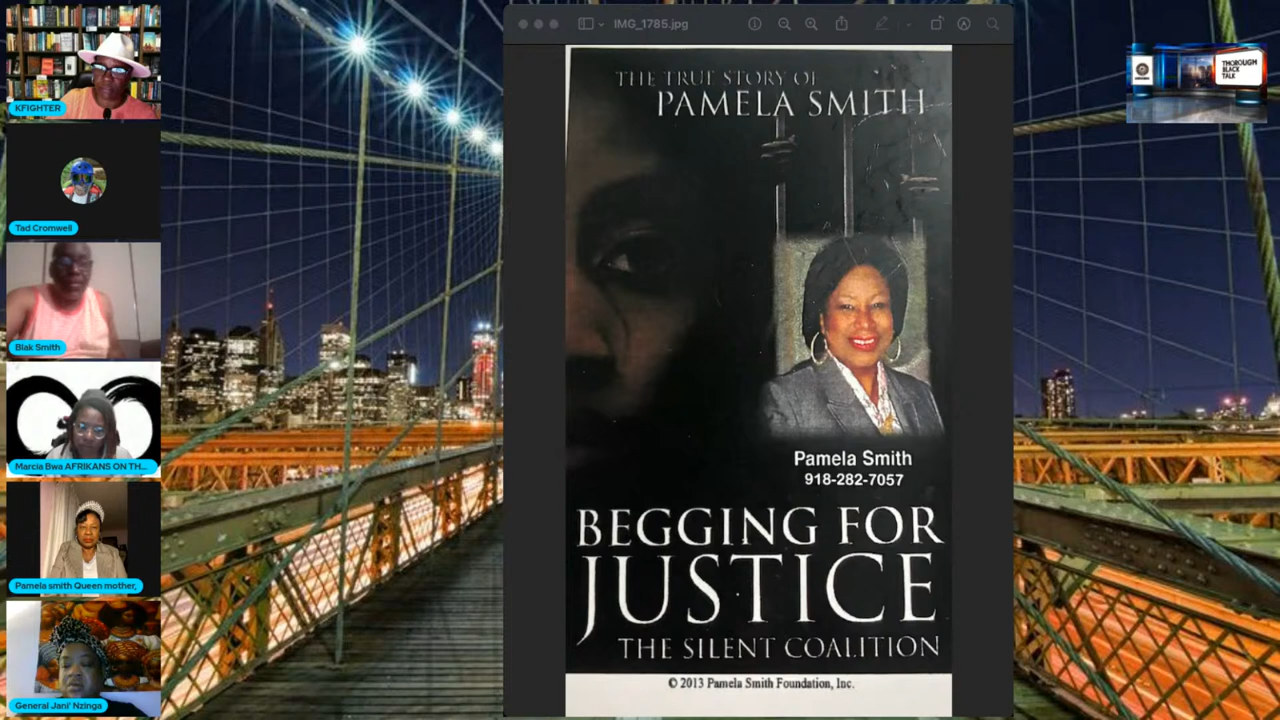 KFIGHTER
Tad Cromwell
Blak Smith
Marcia Bwa AFRIKANS ON TH...
Pamela smith Queen mother,
General Jani' Nzinga
IMG_1785.jpg
THE TRUE STORY OF
PAMELA SMITH
Pamela Smith
918-282-7057
BEGGING FOR
JUSTICE
THE SILENT COALITION
© 2013 Pamela Smith Foundation, Inc.
THOROUGH
BLACK
TALK